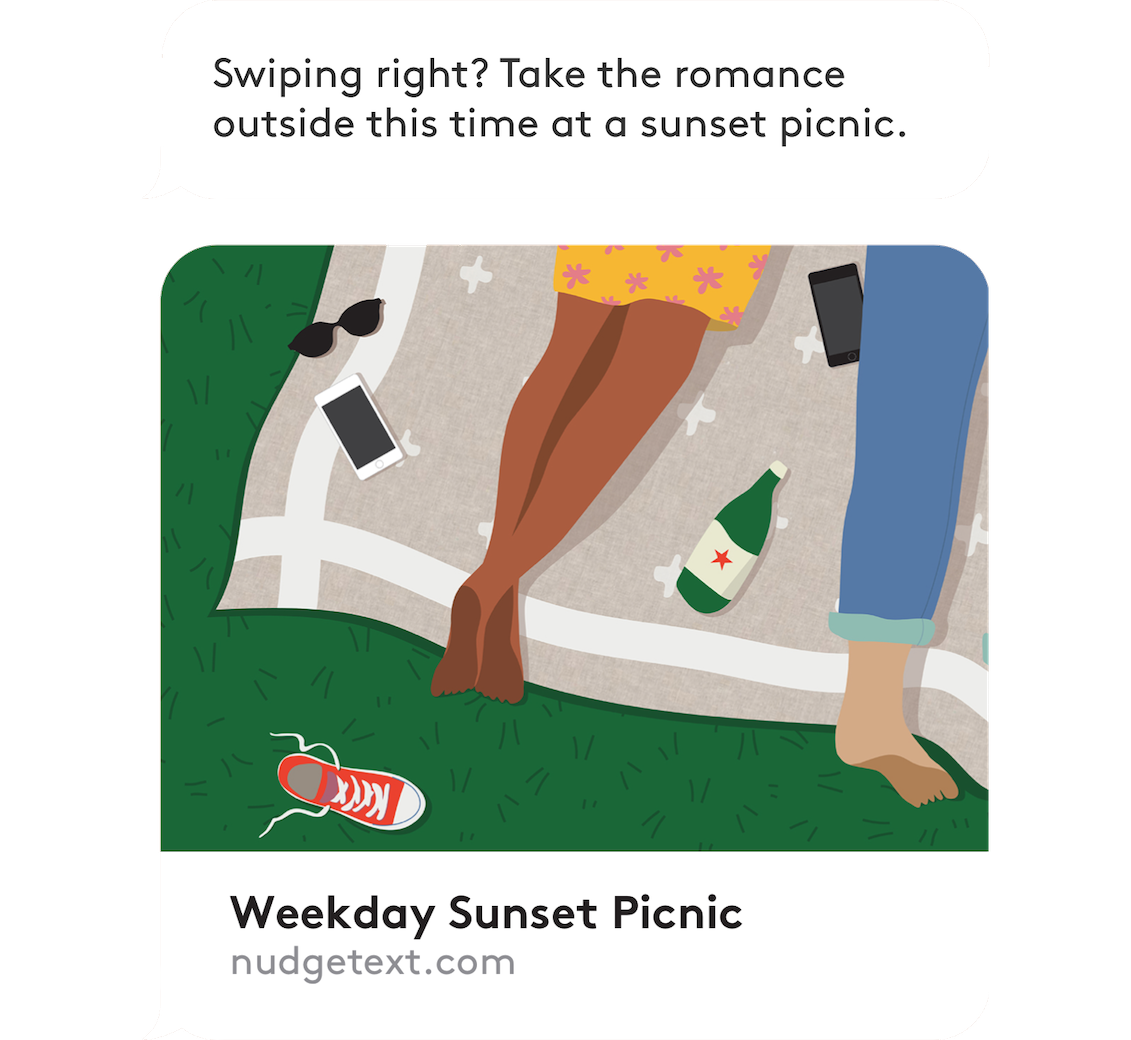 Swiping right? Take the romance
outside this time at a sunset picnic.
Weekday Sunset Picnic
nudgetext.com